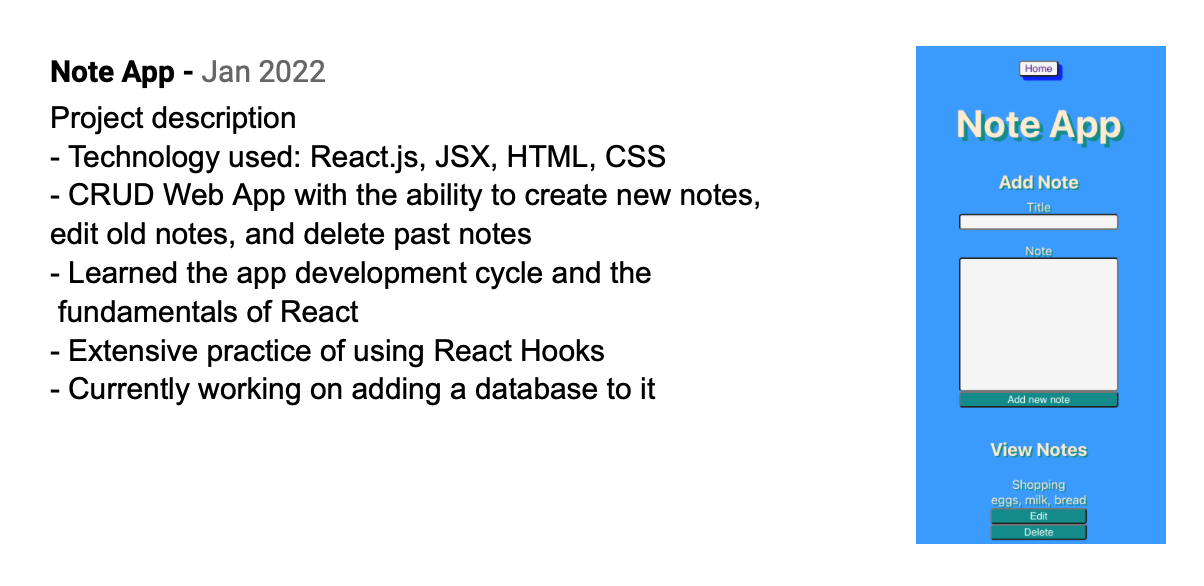 Note App - Jan 2022
Project description
- Technology used: React.js, JSX, HTML, CSS
- CRUD Web App with the ability to create new notes,
edit old notes, and delete past notes
- Learned the app development cycle and the
fundamentals of React
- Extensive practice of using React Hooks
- Currently working on adding a database to it
Home
Note App
Add Note
Title
Note
Add new note
View Notes
Shopping
eggs, milk, bread
Edit
Delete